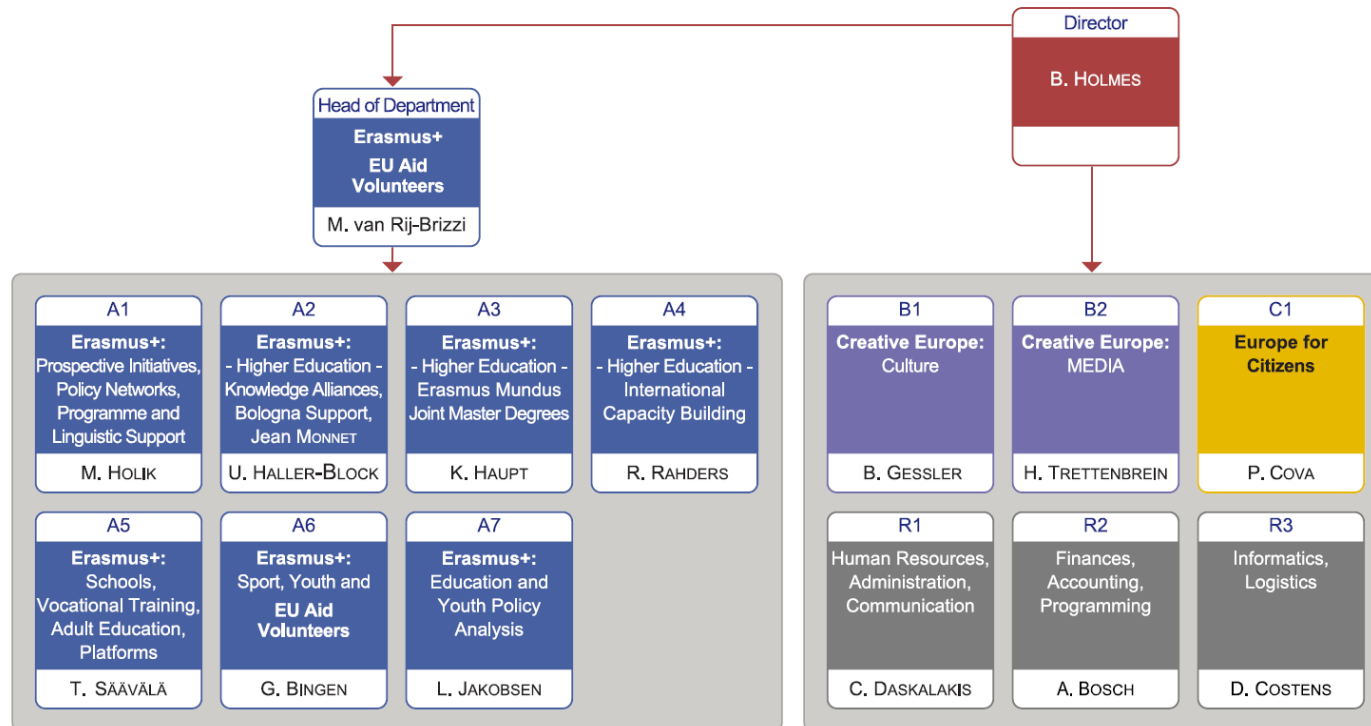 Director
B. HOLMES
Head of Department
Erasmus+
EU Aid
Volunteers
M. van Rij-Brizzi
A1
Erasmus+:
Prospective Initiatives,
Policy Networks,
Programme and
Linguistic Support
M. HOLIK
A2
Erasmus+:
- Higher Education -
Knowledge Alliances,
Bologna Support,
Jean MONNET
U. HALLER-BLOCK
A3
Erasmus+:
- Higher Education -
Erasmus Mundus
Joint Master Degrees
K. HAUPT
A4
Erasmus+:
- Higher Education -
International
Capacity Building
R. RAHDERS
A5
Erasmus+:
Schools,
Vocational Training,
Adult Education,
Platforms
T. SÄÄVÄLÄ
A6
Erasmus+:
Sport, Youth and
EU Aid
Volunteers
G. BINGEN
A7
Erasmus+:
Education and
Youth Policy
Analysis
L. JAKOBSEN
B1
Creative Europe:
Culture
B. GESSLER
B2
Creative Europe:
MEDIA
H. TRETTENBREIN
C1
Europe for
Citizens
P. COVA
R1
Human Resources,
Administration,
Communication
C. DASKALAKIS
R2
Finances,
Accounting,
Programming
A. BOSCH
R3
Informatics,
Logistics
D. COSTENS